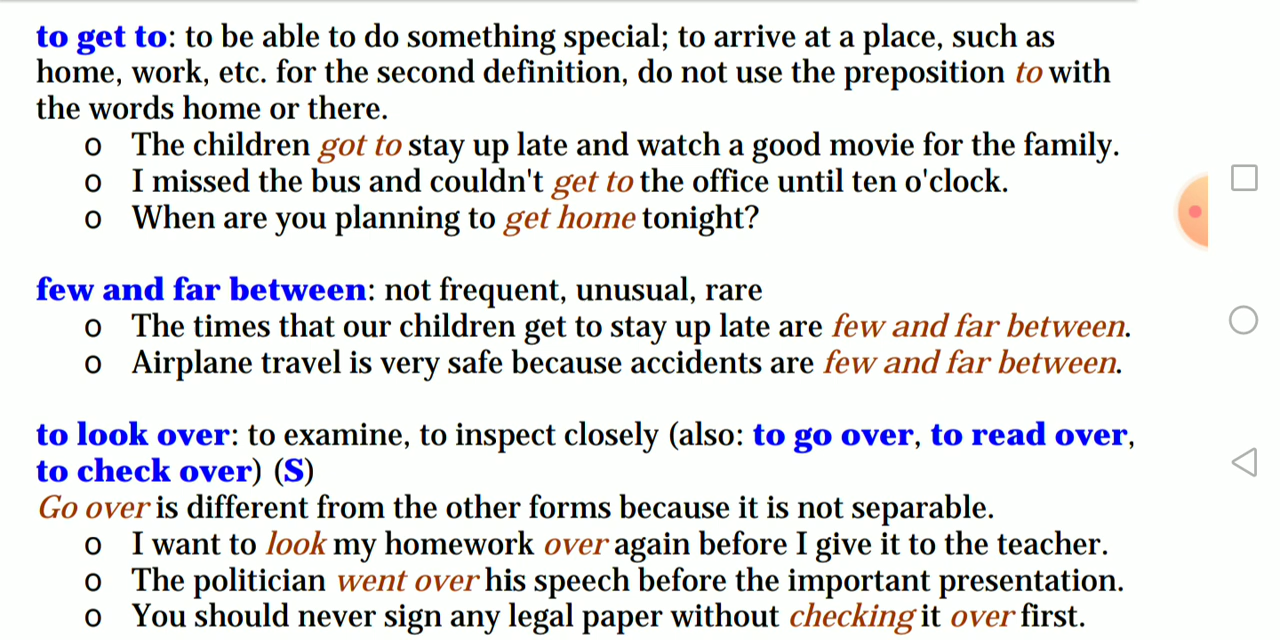 to get to: to be able to do something special; to arrive at a place, such as
home, work, etc. for the second definition, do not use the preposition to with
the words home or there.
o The children got to stay up late and watch a good movie for the family.
o I missed the bus and couldn't get to the office until ten o'clock.
o When are you planning to get home tonight?
few and far between: not frequent, unusual, rare
o The times that our children get to stay up late are few and far between.
o Airplane travel is very safe because accidents are few and far between.
to look over: to examine, to inspect closely (also: to go over, to read over,
to check over) (S)
Go over is different from the other forms because it is not separable.
o I want to look my homework over again before I give it to the teacher.
o The politician went over his speech before the important presentation.
o You should never sign any legal paper without checking it over first.